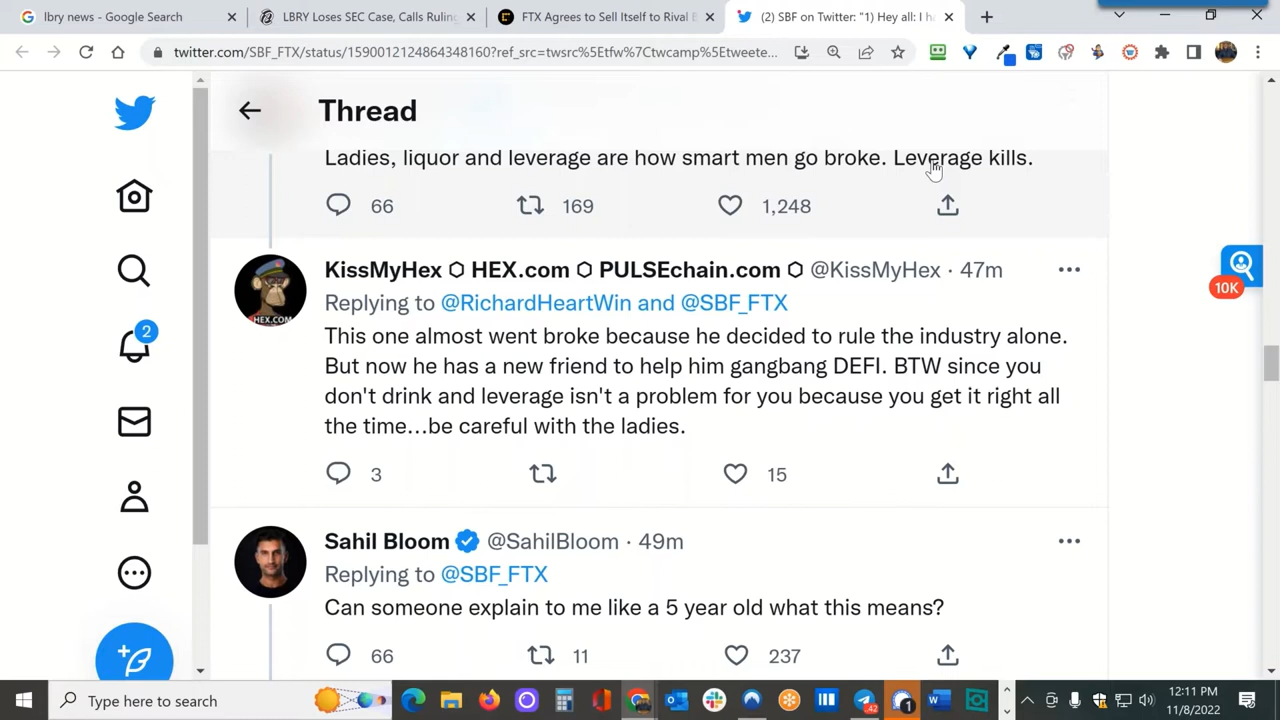 lbry news - Google Search
LBRY Loses SEC Case, Calls Ruling
FTX Agrees to Sell Itself to Rival B
(2) SBF on Twitter: "1) Hey all: I h
twitter.com/SBF_FTX/status/1590012124864348160?ref_src=twsrc%5Etfw%7Ctwcamp%5Etweete...
Thread
Ladies, liquor and leverage are how smart men go broke. Leverage kills.
66 169 1,248
KissMyHex ⬡ HEX.com ⬡ PULSEchain.com ⬡ @KissMyHex · 47m
Replying to @RichardHeartWin and @SBF_FTX
This one almost went broke because he decided to rule the industry alone.
But now he has a new friend to help him gangbang DEFI. BTW since you
don't drink and leverage isn't a problem for you because you get it right all
the time...be careful with the ladies.
3 15
HEX.COM
Sahil Bloom @SahilBloom · 49m
Replying to @SBF_FTX
Can someone explain to me like a 5 year old what this means?
66 11 237
2
10K
Type here to search
42
1
12:11 PM
11/8/2022